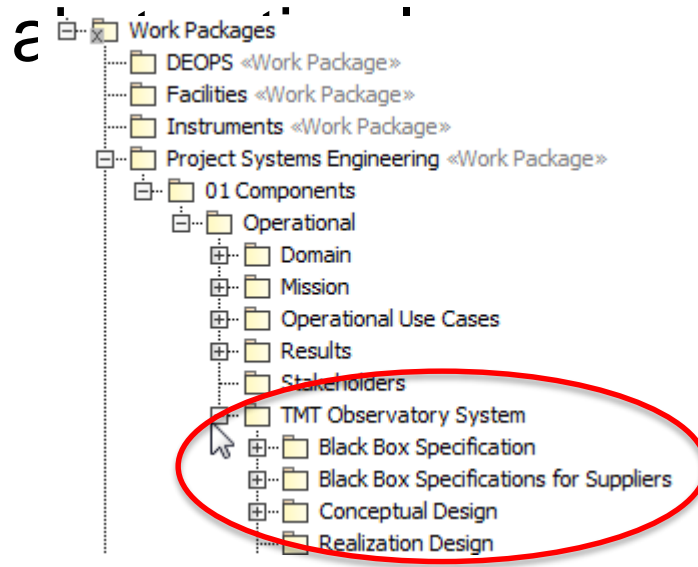 Work Packages
DEOPS «Work Package»
Facilities «Work Package»
Instruments «Work Package»
Project Systems Engineering «Work Package»
01 Components
Operational
Domain
Mission
Operational Use Cases
Results
Stakeholders
TMT Observatory System
Black Box Specification
Black Box Specifications for Suppliers
Conceptual Design
Realization Design